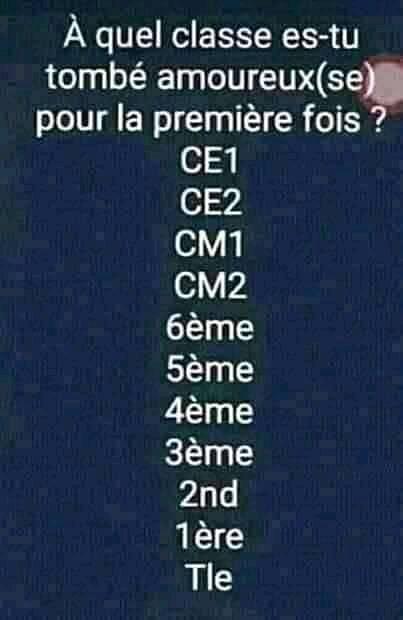 À quel classe es-tu
tombé amoureux(se)
pour la première fois ?
CE1
CE2
CM1
CM2
6ème
5ème
4ème
3ème
2nd
1ère
Tle